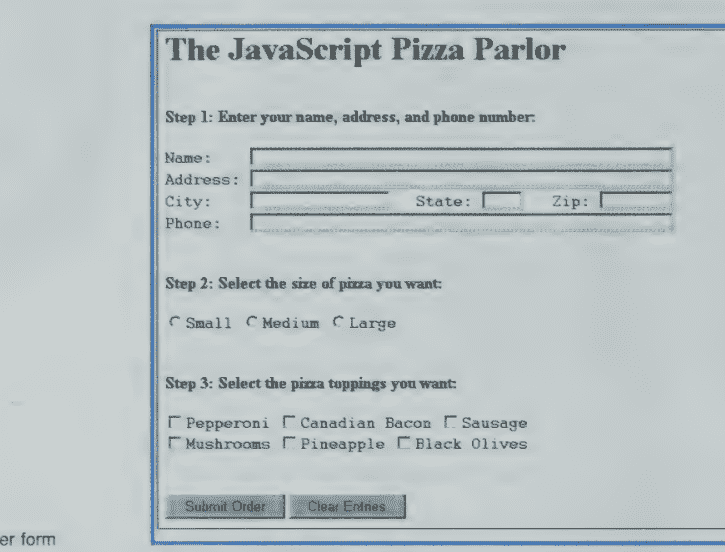 The JavaScript Pizza Parlor
Step 1: Enter your name, address, and phone number:
Name:
Address:
City: State: Zip:
Phone:
Step 2: Select the size of pizza you want:
Small Medium Large
Step 3: Select the pizza toppings you want:
Pepperoni Canadian Bacon Sausage
Mushrooms Pineapple Black Olives
Submit Order Clear Entries
er form